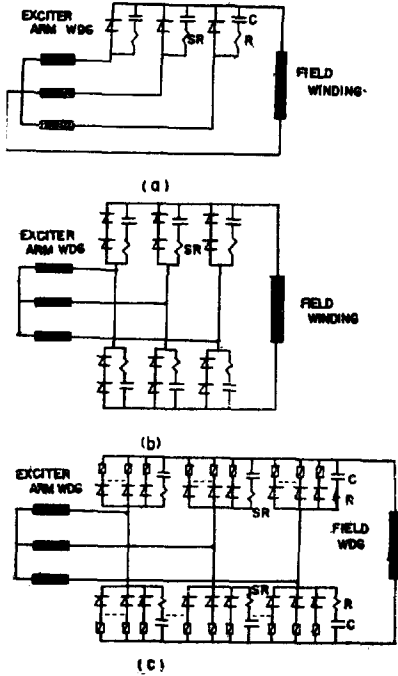 EXCITER
ARM WDG
C
SR
R
FIELD
WINDING
(a)
EXCITER
ARM WDG
SR
FIELD
WINDING
(b)
EXCITER
ARM WDG
C
R
SR
FIELD
WDG
SR
R
C
(c)